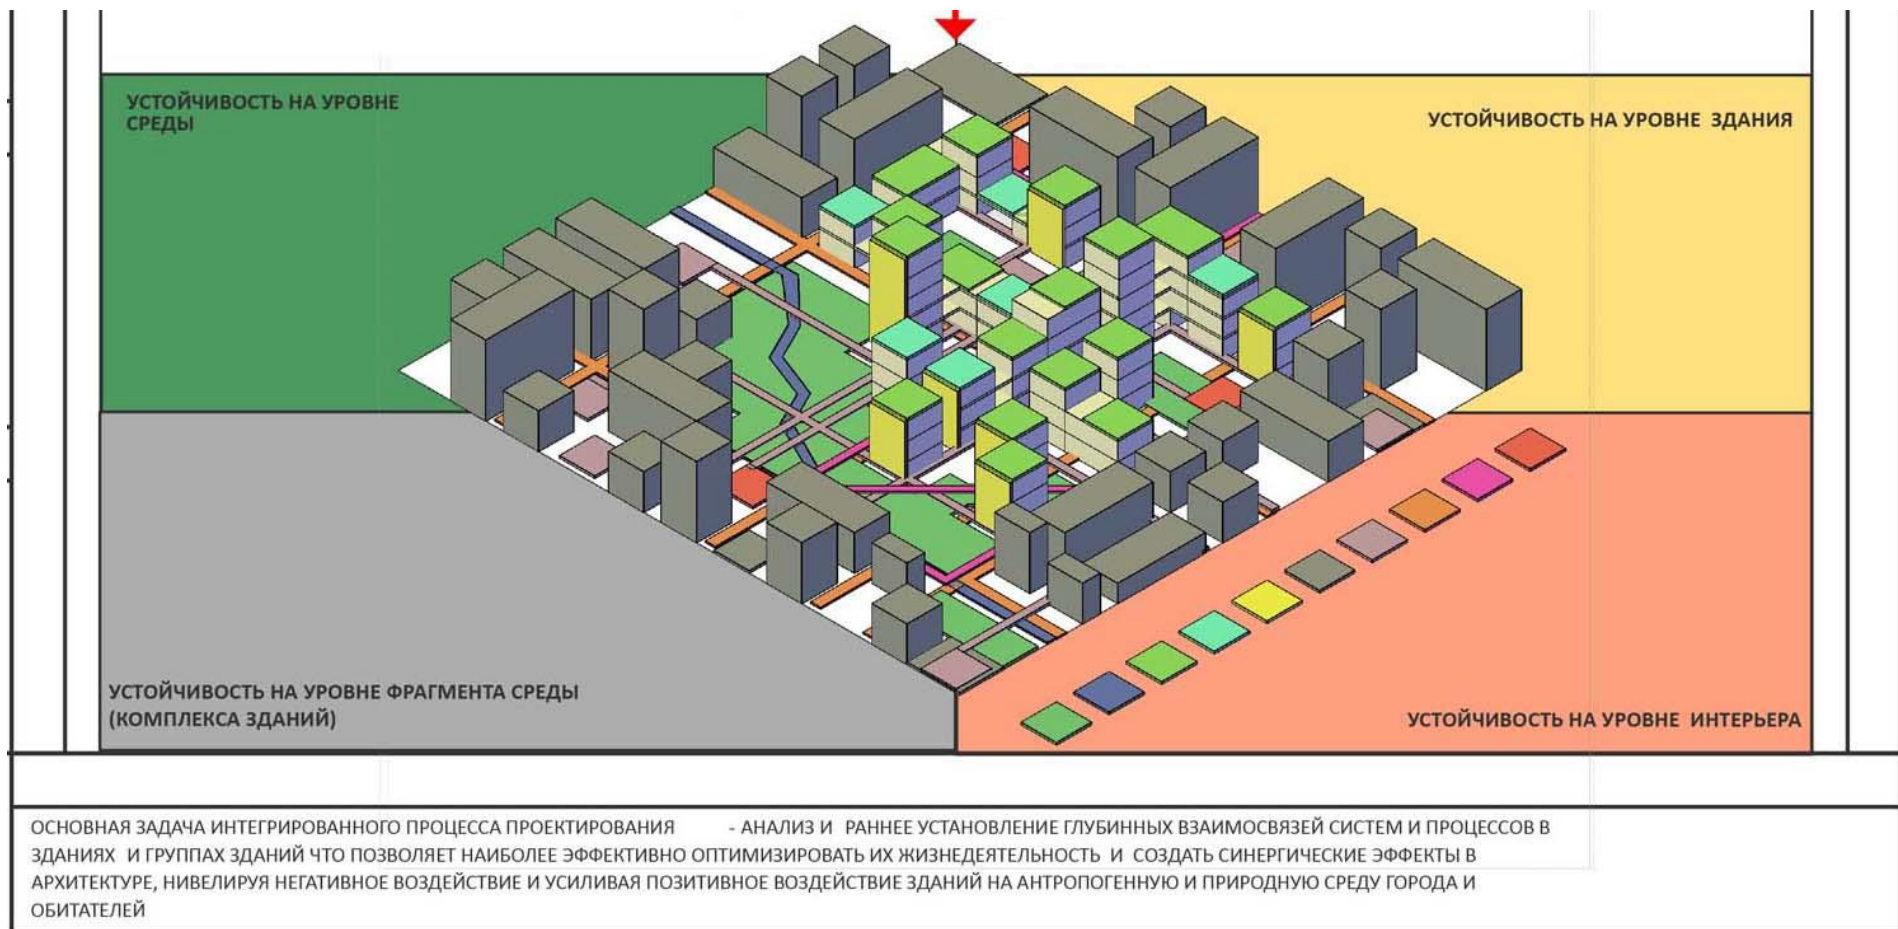 УСТОЙЧИВОСТЬ НА УРОВНЕ
СРЕДЫ
УСТОЙЧИВОСТЬ НА УРОВНЕ ЗДАНИЯ
УСТОЙЧИВОСТЬ НА УРОВНЕ ФРАГМЕНТА СРЕДЫ
(КОМПЛЕКСА ЗДАНИЙ)
УСТОЙЧИВОСТЬ НА УРОВНЕ ИНТЕРЬЕРА
ОСНОВНАЯ ЗАДАЧА ИНТЕГРИРОВАННОГО ПРОЦЕССА ПРОЕКТИРОВАНИЯ - АНАЛИЗ И РАННЕЕ УСТАНОВЛЕНИЕ ГЛУБИННЫХ ВЗАИМОСВЯЗЕЙ СИСТЕМ И ПРОЦЕССОВ В
ЗДАНИЯХ И ГРУППАХ ЗДАНИЙ ЧТО ПОЗВОЛЯЕТ НАИБОЛЕЕ ЭФФЕКТИВНО ОПТИМИЗИРОВАТЬ ИХ ЖИЗНЕДЕЯТЕЛЬНОСТЬ И СОЗДАТЬ СИНЕРГИЧЕСКИЕ ЭФФЕКТЫ В
АРХИТЕКТУРЕ, НИВЕЛИРУЯ НЕГАТИВНОЕ ВОЗДЕЙСТВИЕ И УСИЛИВАЯ ПОЗИТИВНОЕ ВОЗДЕЙСТВИЕ ЗДАНИЙ НА АНТРОПОГЕННУЮ И ПРИРОДНУЮ СРЕДУ ГОРОДА И
ОБИТАТЕЛЕЙ